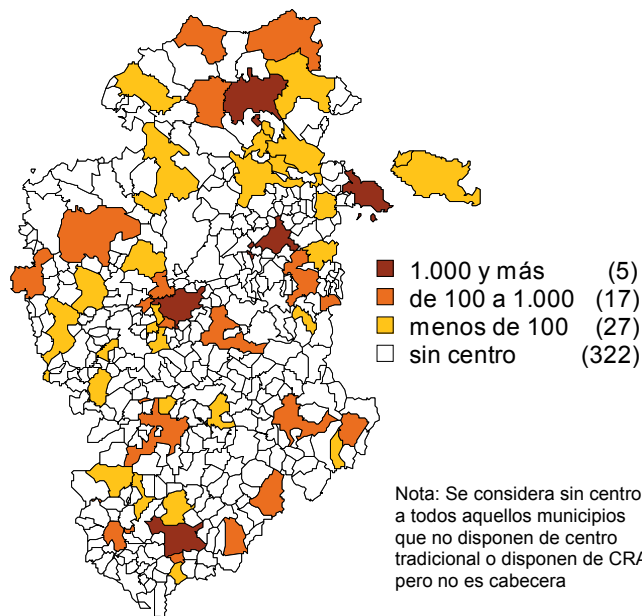 1.000 y más (5)
de 100 a 1.000 (17)
menos de 100 (27)
sin centro (322)
Nota: Se considera sin centro
a todos aquellos municipios
que no disponen de centro
tradicional o disponen de CRA
pero no es cabecera